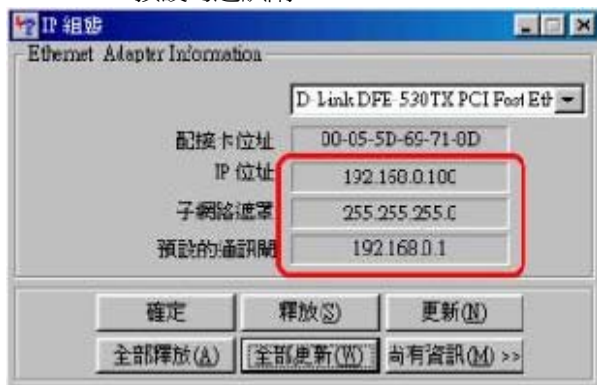 IP 組態
Ethernet Adapter Information
D-Link DFE-530TX PCI Fast Eth
配接卡位址 00-05-5D-69-71-0D
IP 位址 192.168.0.100
子網路遮罩 255.255.255.0
預設的通訊閘 192.168.0.1
確定 釋放(S) 更新(N)
全部釋放(A) 全部更新(W) 尚有資訊(M) >>